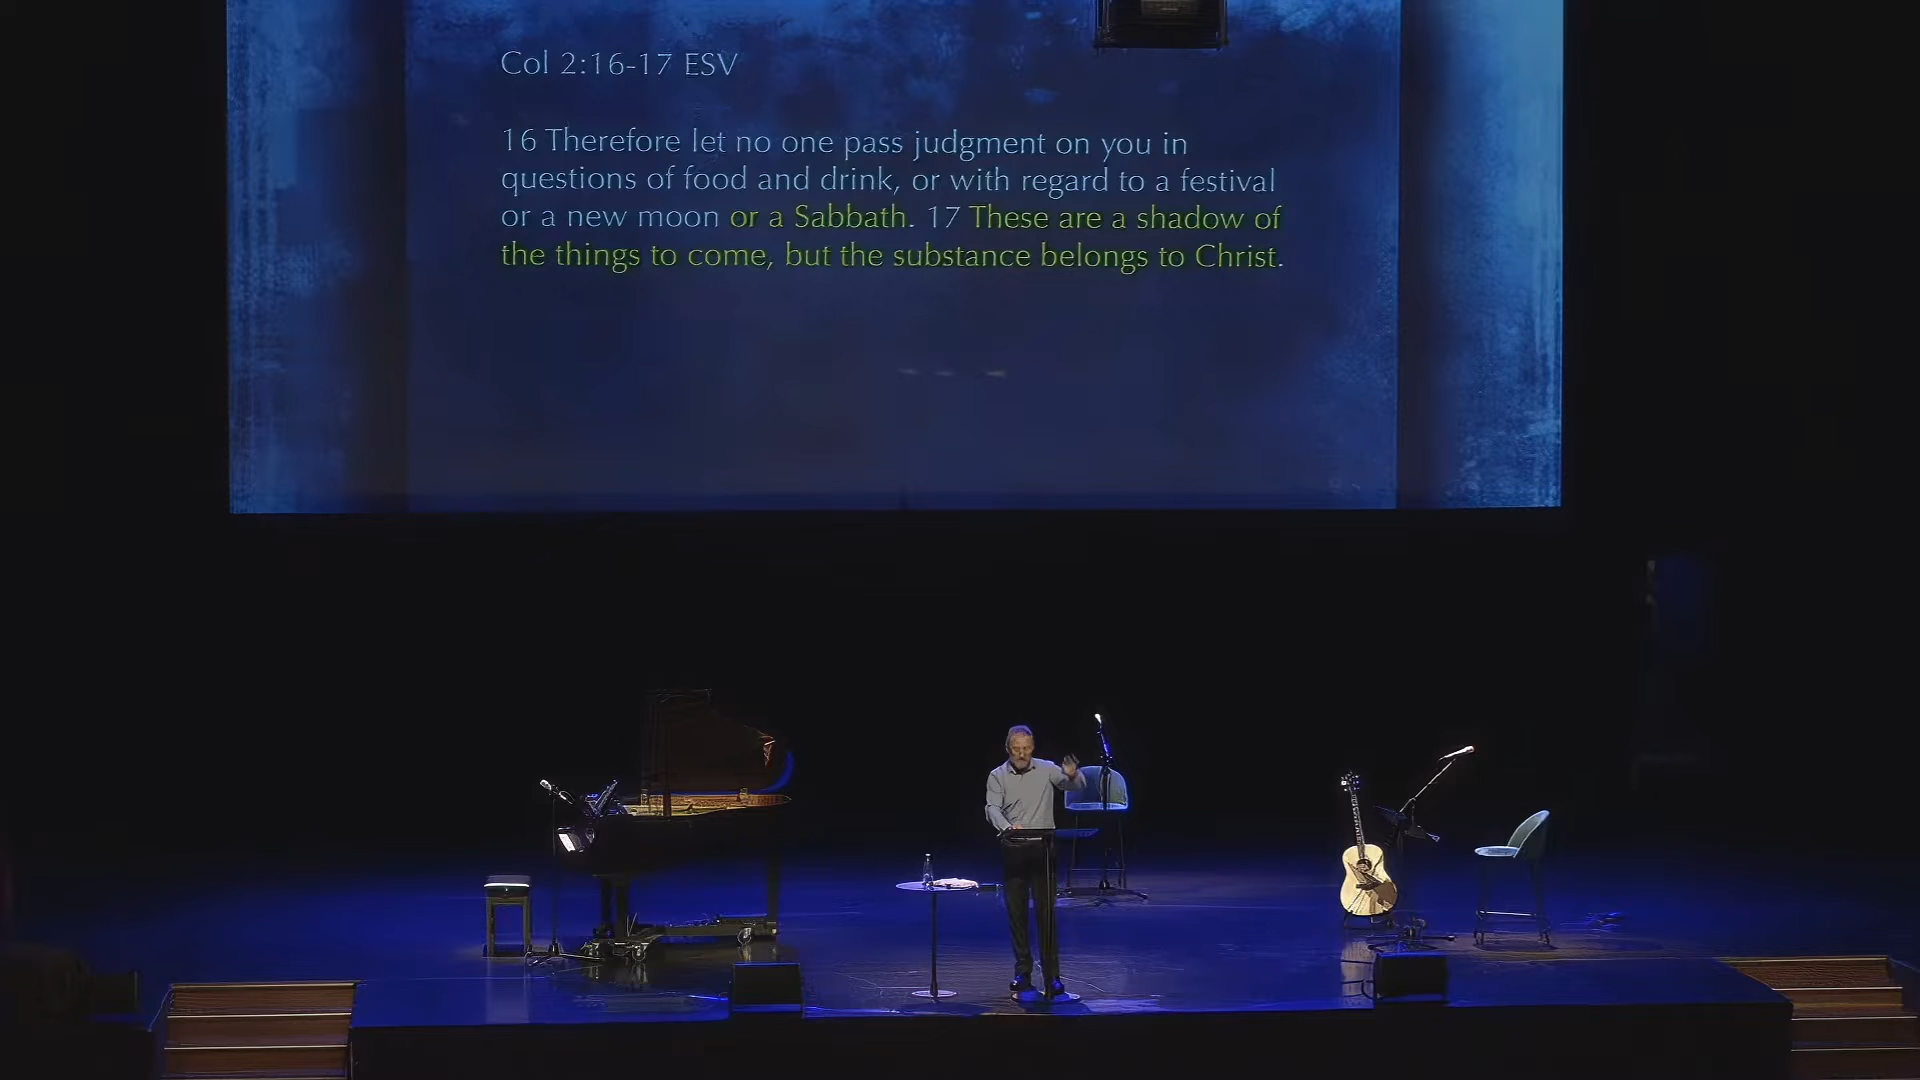 Col 2:16-17 ESV
16 Therefore let no one pass judgment on you in
questions of food and drink, or with regard to a festival
or a new moon or a Sabbath. 17 These are a shadow of
the things to come, but the substance belongs to Christ.